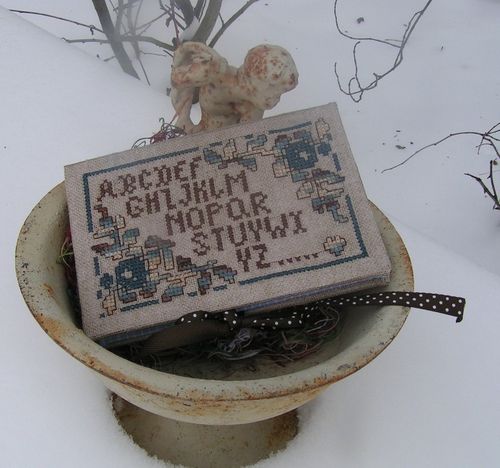 ABCDEF
GHIJKLM
NOPQR
STUVWX
YZ.....